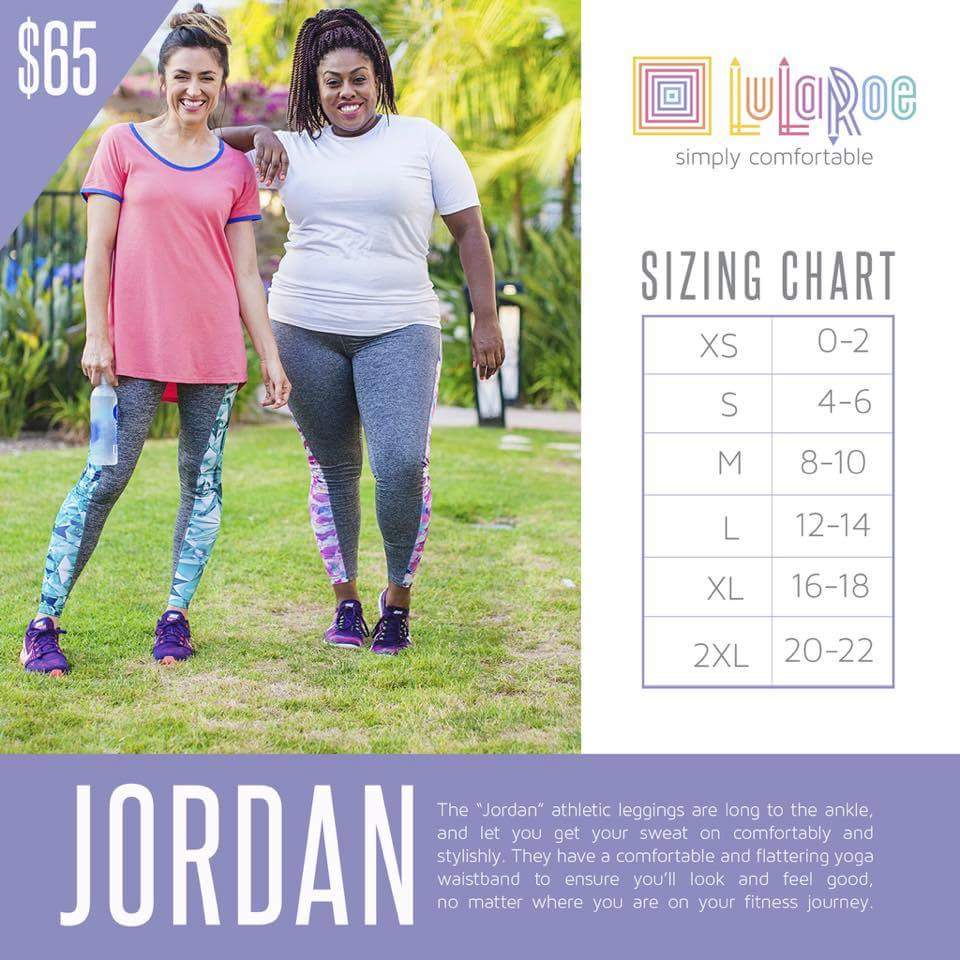 $65
LuLaRoe
simply comfortable
SIZING CHART
XS 0-2
S 4-6
M 8-10
L 12-14
XL 16-18
2XL 20-22
JORDAN
The “Jordan” athletic leggings are long to the ankle,
and let you get your sweat on comfortably and
stylishly. They have a comfortable and flattering yoga
waistband to ensure you’ll look and feel good,
no matter where you are on your fitness journey.